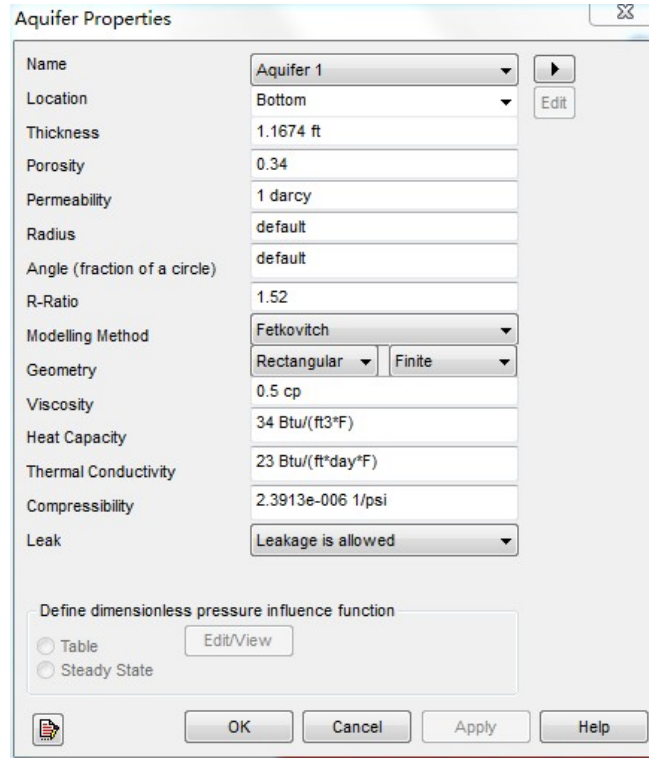 Aquifer Properties
Name Aquifer 1
Location Bottom Edit
Thickness 1.1674 ft
Porosity 0.34
Permeability 1 darcy
Radius default
Angle (fraction of a circle) default
R-Ratio 1.52
Modelling Method Fetkovitch
Geometry Rectangular Finite
Viscosity 0.5 cp
Heat Capacity 34 Btu/(ft3*F)
Thermal Conductivity 23 Btu/(ft*day*F)
Compressibility 2.3913e-006 1/psi
Leak Leakage is allowed
Define dimensionless pressure influence function
Table Edit/View
Steady State
OK Cancel Apply Help